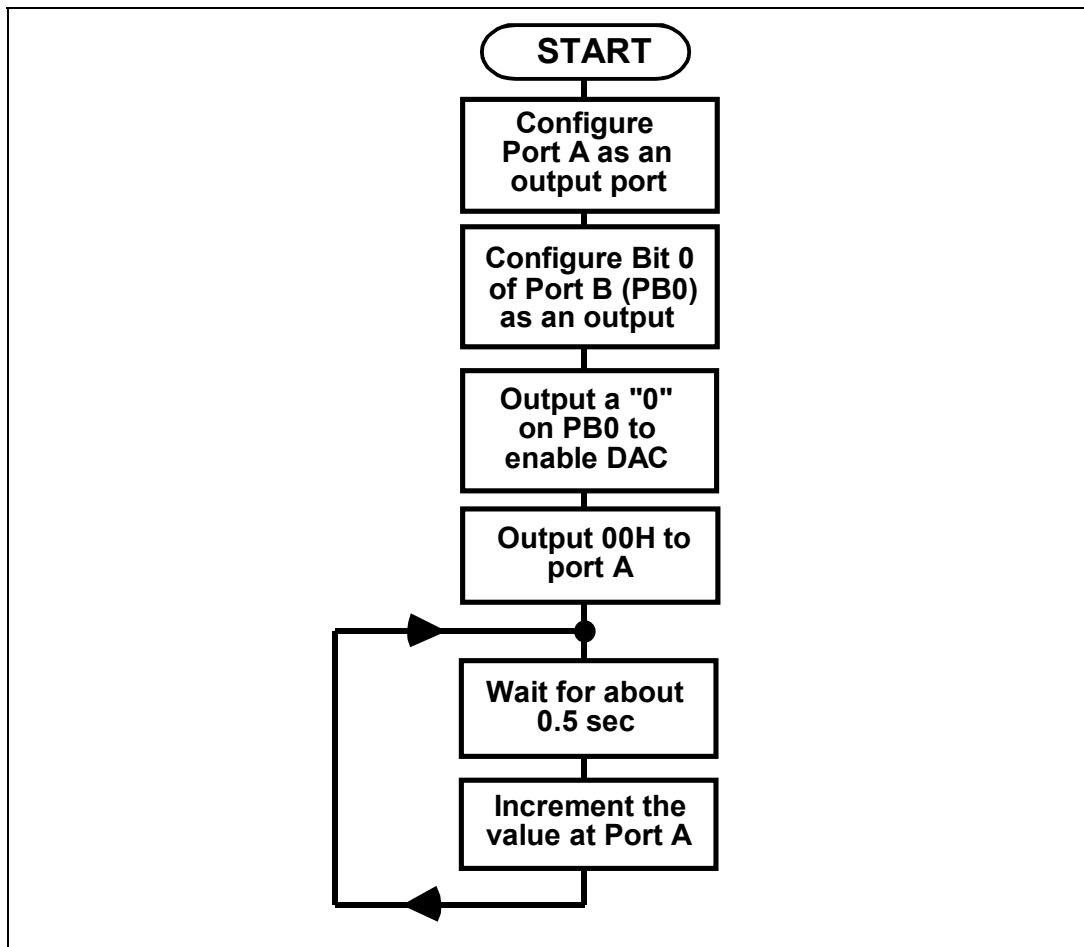 START
Configure
Port A as an
output port
Configure Bit 0
of Port B (PB0)
as an output
Output a "0"
on PB0 to
enable DAC
Output 00H to
port A
Wait for about
0.5 sec
Increment the
value at Port A